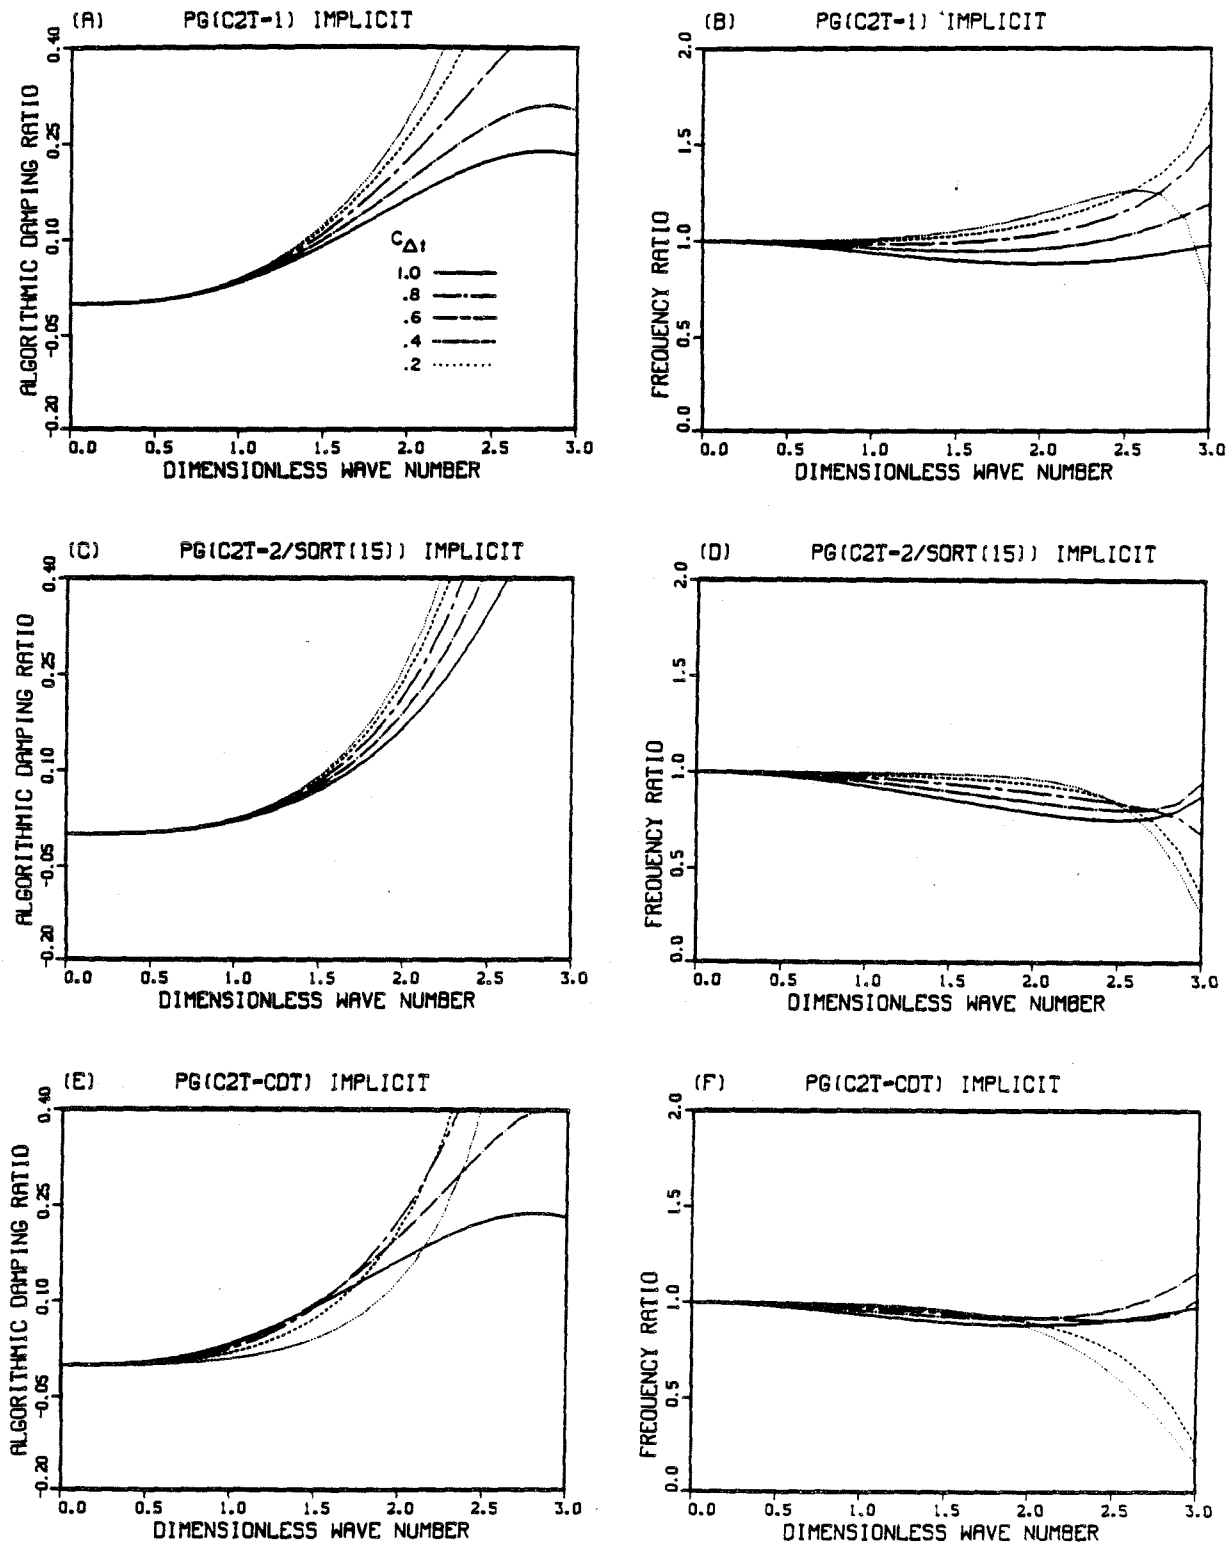 (A) PG(C2T-1) IMPLICIT
ALGORITHMIC DAMPING RATIO
0.40
0.25
0.10
-0.05
-0.20
C∆t
1.0
.8
.6
.4
.2
0.0 0.5 1.0 1.5 2.0 2.5 3.0
DIMENSIONLESS WAVE NUMBER
(B) PG(C2T-1) IMPLICIT
FREQUENCY RATIO
2.0
1.5
1.0
0.5
0.0
0.0 0.5 1.0 1.5 2.0 2.5 3.0
DIMENSIONLESS WAVE NUMBER
(C) PG(C2T-2/SORT(15)) IMPLICIT
ALGORITHMIC DAMPING RATIO
0.40
0.25
0.10
-0.05
-0.20
0.0 0.5 1.0 1.5 2.0 2.5 3.0
DIMENSIONLESS WAVE NUMBER
(D) PG(C2T-2/SORT(15)) IMPLICIT
FREQUENCY RATIO
2.0
1.5
1.0
0.5
0.0
0.0 0.5 1.0 1.5 2.0 2.5 3.0
DIMENSIONLESS WAVE NUMBER
(E) PG(C2T-CDT) IMPLICIT
ALGORITHMIC DAMPING RATIO
0.40
0.25
0.10
-0.05
-0.20
0.0 0.5 1.0 1.5 2.0 2.5 3.0
DIMENSIONLESS WAVE NUMBER
(F) PG(C2T-CDT) IMPLICIT
FREQUENCY RATIO
2.0
1.5
1.0
0.5
0.0
0.0 0.5 1.0 1.5 2.0 2.5 3.0
DIMENSIONLESS WAVE NUMBER